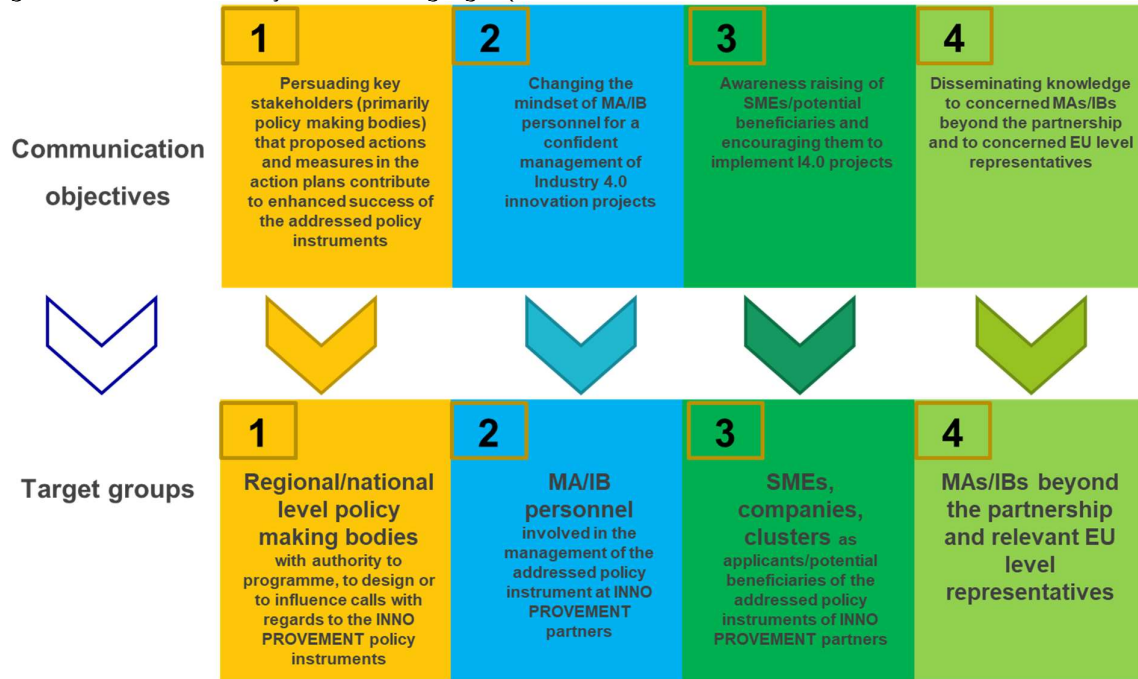 1
Persuading key
stakeholders (primarily
policy making bodies)
that proposed actions
and measures in the
action plans contribute
to enhanced success of
the addressed policy
instruments
2
Changing the
mindset of MA/IB
personnel for a
confident
management of
Industry 4.0
innovation projects
3
Awareness raising of
SMEs/potential
beneficiaries and
encouraging them to
implement I4.0 projects
4
Disseminating knowledge
to concerned MAs/IBs
beyond the partnership
and to concerned EU level
representatives
Communication
objectives
1
Regional/national
level policy
making bodies
with authority to
programme, to design or
to influence calls with
regards to the INNO
PROVEMENT policy
instruments
2
MA/IB
personnel
involved in the
management of the
addressed policy
instrument at INNO
PROVEMENT
partners
3
SMEs,
companies,
clusters as
applicants/potential
beneficiaries of the
addressed policy
instruments of INNO
PROVEMENT partners
4
MAs/IBs beyond
the partnership
and relevant EU
level
representatives
Target groups